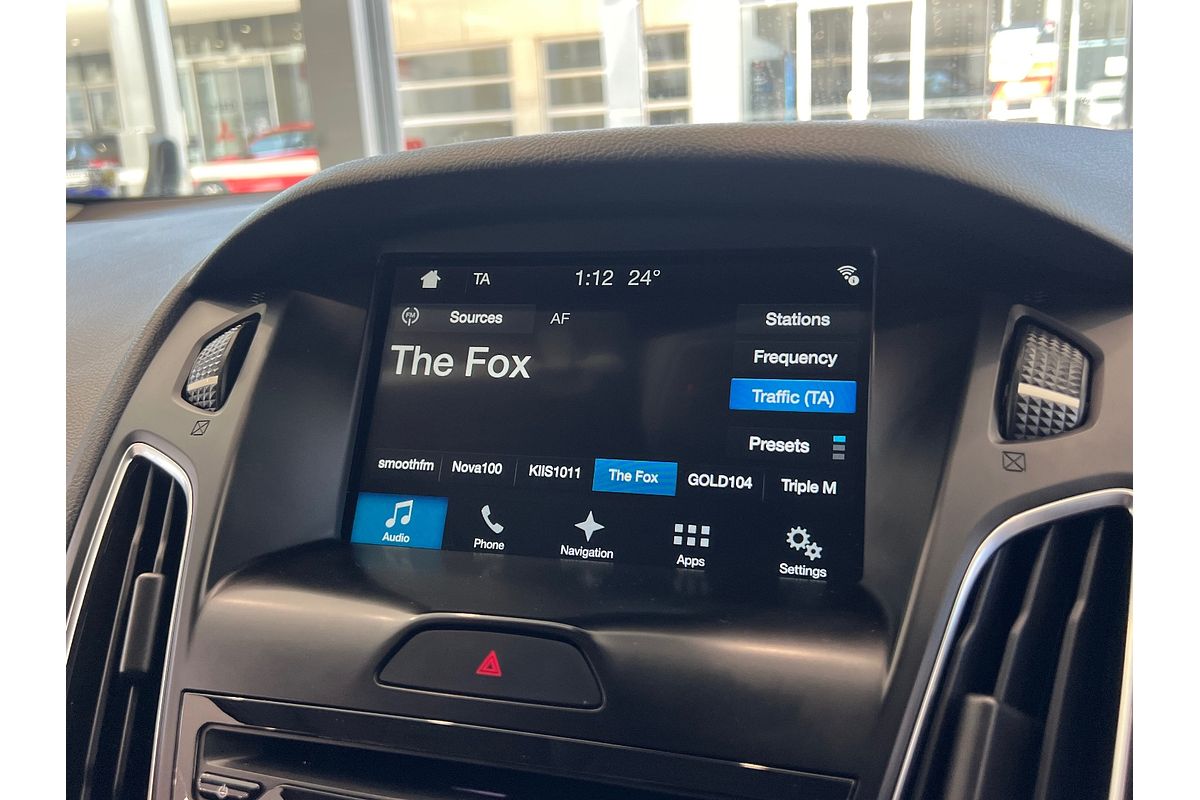 TA 1:12 24°
FM Sources AF Stations
The Fox
Frequency
Traffic (TA)
Presets
smoothfm Nova100 KIIS1011 The Fox GOLD104 Triple M
Audio Phone Navigation Apps Settings